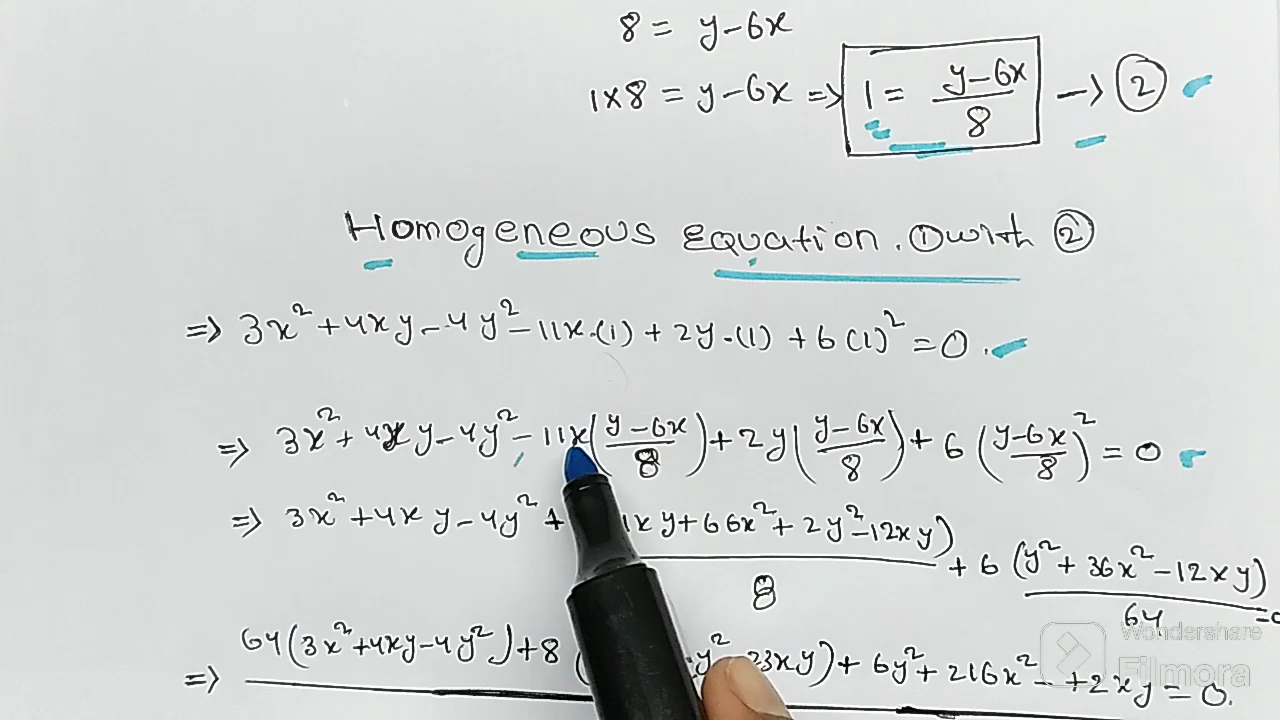 8 = y-6x
1x8 = y-6x => 1 = y-6x/8 → ②
Homogeneous equation. ① with ②
=> 3x² + 4xy - 4y² - 11x·(1) + 2y·(1) + 6(1)² = 0.
=> 3x² + 4xy - 4y² - 11x(y-6x/8) + 2y(y-6x/8) + 6(y-6x/8)² = 0
=> 3x² + 4xy - 4y² + 1xy + 66x² + 2y² - 12xy)/8 + 6(y² + 36x² - 12xy)/64 = 0
=> 64(3x² + 4xy - 4y²) + 8( y² - 23xy) + 6y² + 216x² - +2xy = 0.
Wondershare
Filmora